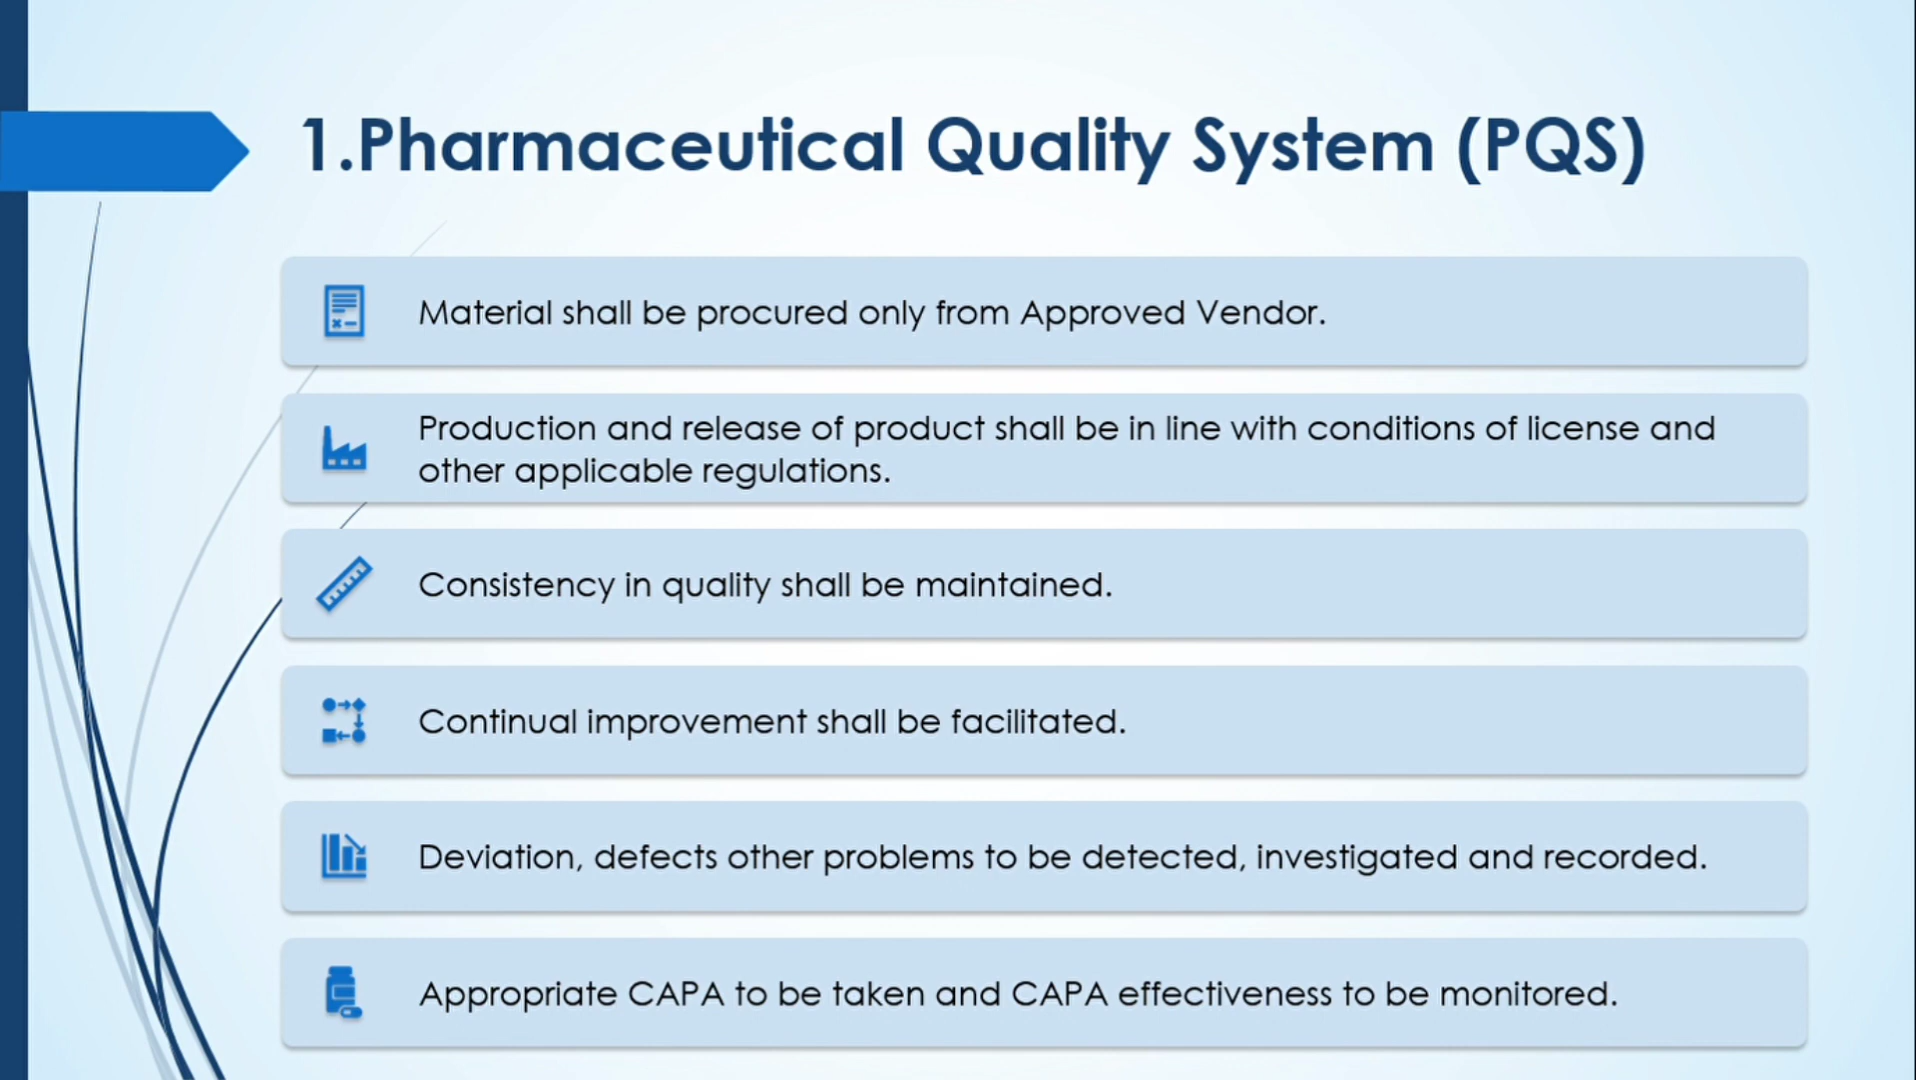 1.Pharmaceutical Quality System (PQS)
Material shall be procured only from Approved Vendor.
Production and release of product shall be in line with conditions of license and
other applicable regulations.
Consistency in quality shall be maintained.
Continual improvement shall be facilitated.
Deviation, defects other problems to be detected, investigated and recorded.
Appropriate CAPA to be taken and CAPA effectiveness to be monitored.